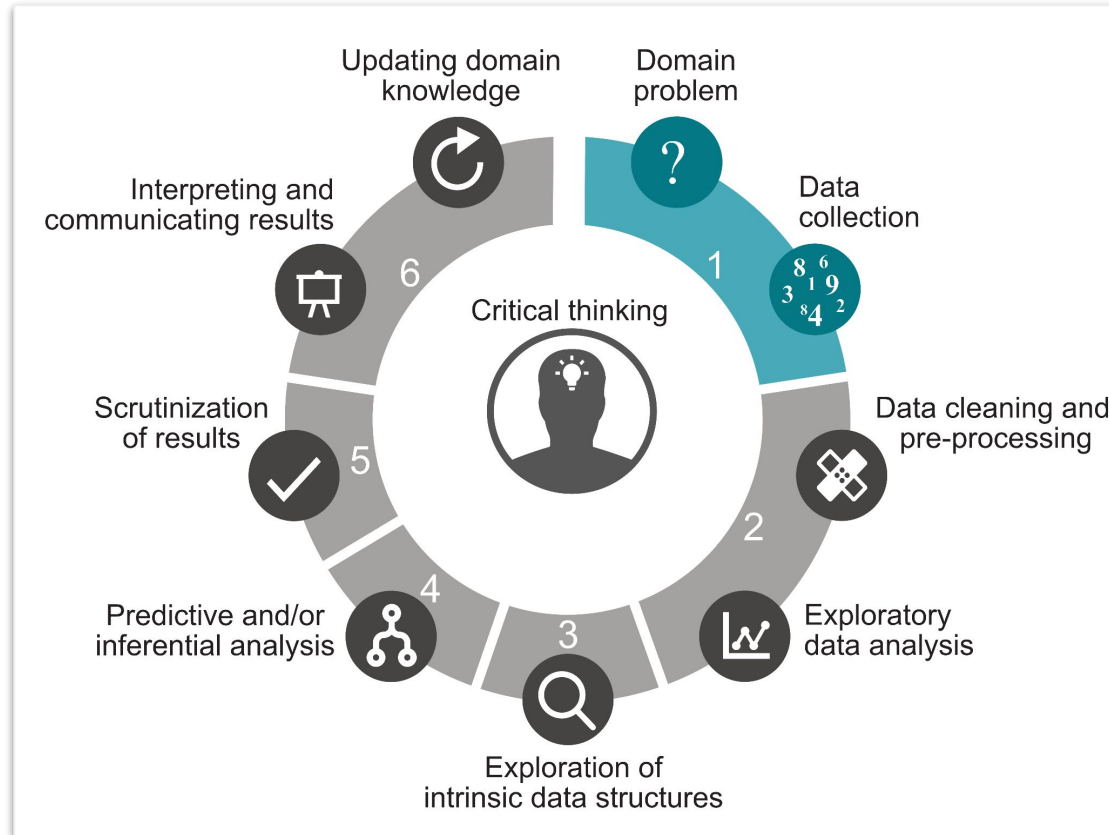 Updating domain
knowledge
Domain
problem
?
Interpreting and
communicating results
Data
collection
8 6
3 1 9
8 4 2
6
1
Critical thinking
Scrutinization
of results
Data cleaning and
pre-processing
5
2
4
3
Predictive and/or
inferential analysis
Exploratory
data analysis
Exploration of
intrinsic data structures